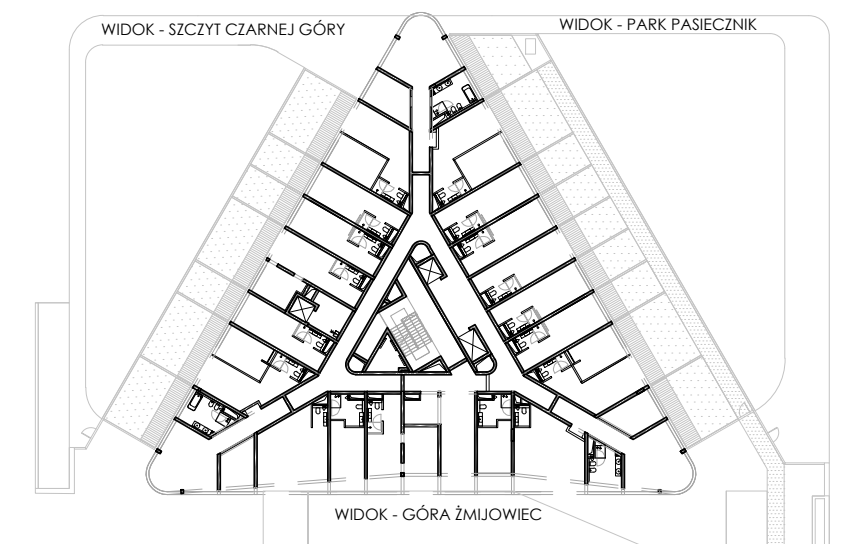 WIDOK - SZCZYT CZARNEJ GÓRY
WIDOK - PARK PASIECZNIK
WIDOK - GÓRA ŻMIJOWIEC